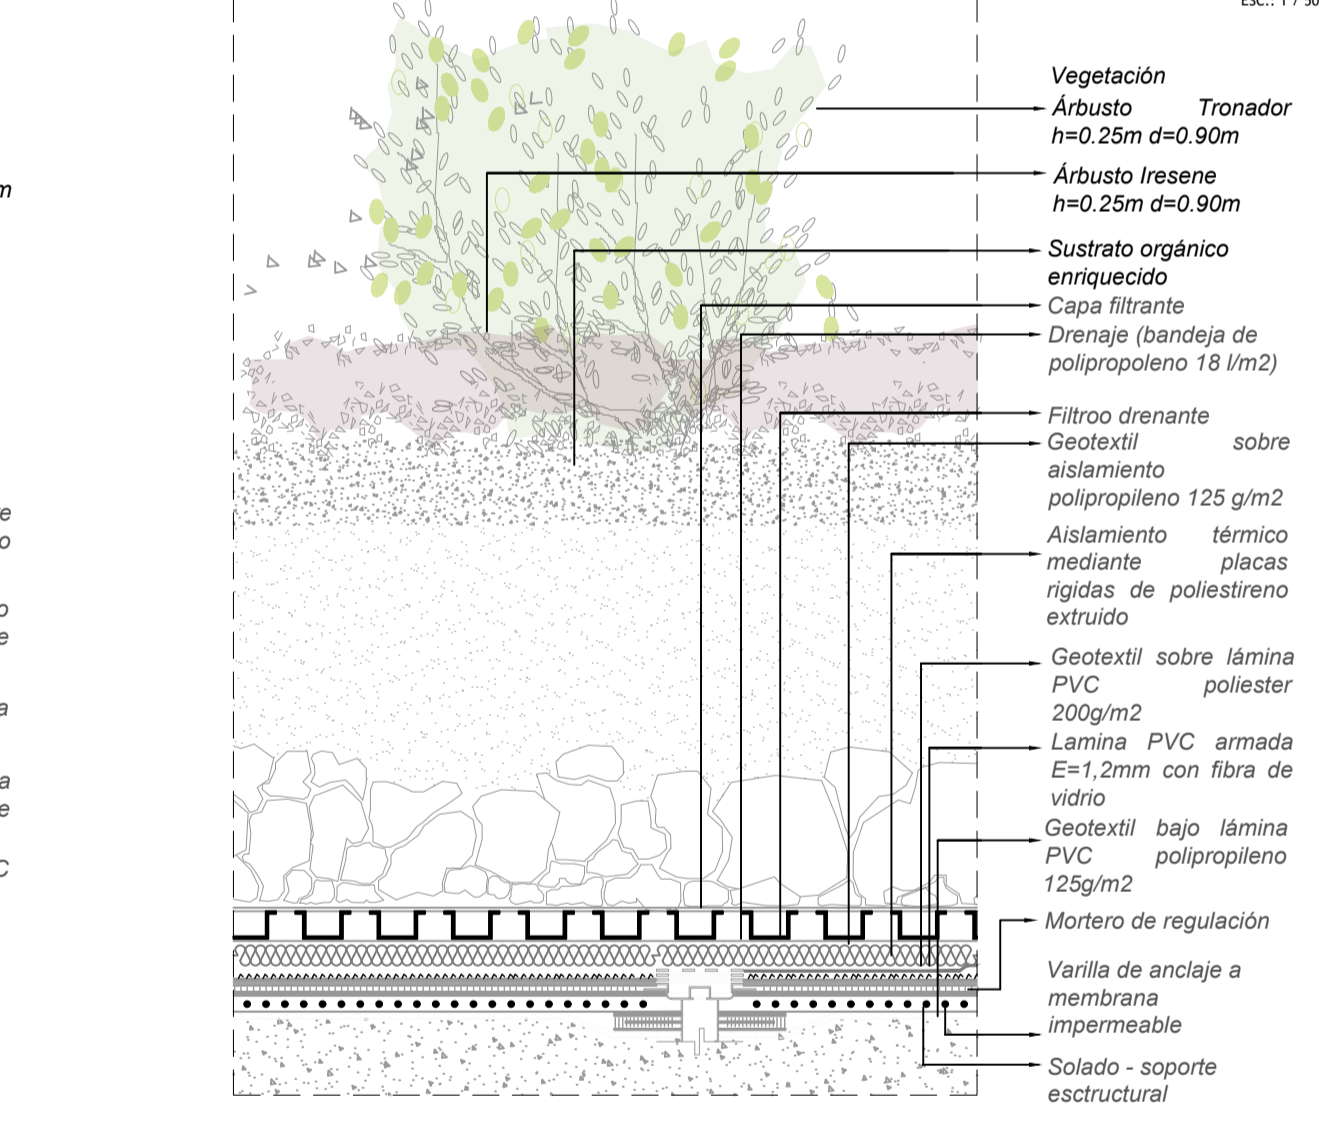 ESC.: 1 / 50
Vegetación
Árbusto Tronador
h=0.25m d=0.90m
Árbusto Iresene
h=0.25m d=0.90m
Sustrato orgánico
enriquecido
Capa filtrante
Drenaje (bandeja de
polipropoleno 18 l/m2)
Filtroo drenante
Geotextil sobre
aislamiento
polipropileno 125 g/m2
Aislamiento térmico
mediante placas
rigidas de poliestireno
extruido
Geotextil sobre lámina
PVC poliester
200g/m2
Lamina PVC armada
E=1,2mm con fibra de
vidrio
Geotextil bajo lámina
PVC polipropileno
125g/m2
Mortero de regulación
Varilla de anclaje a
membrana
impermeable
Solado - soporte
esctructural